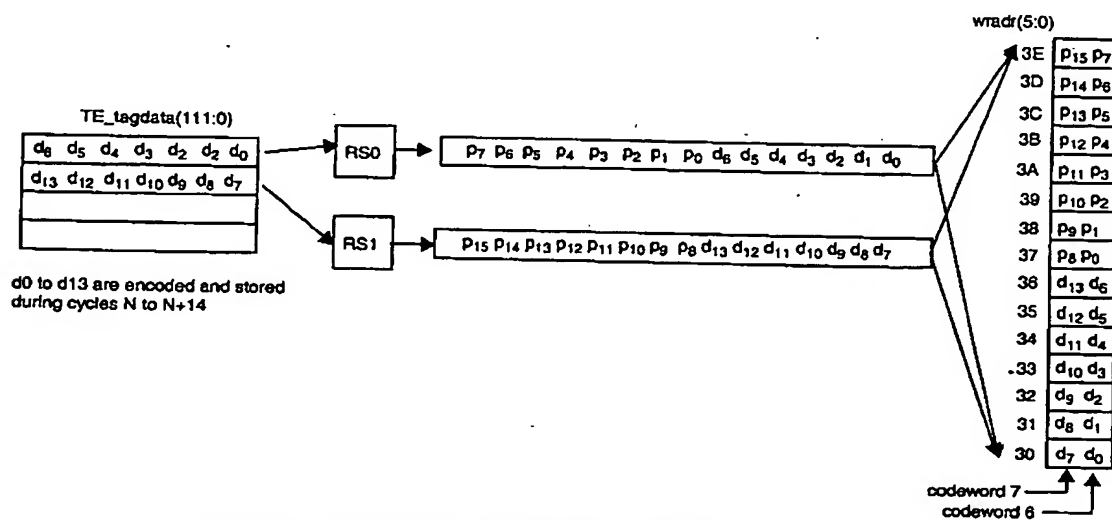 wradr(5:0)
TE_tagdata(111:0)
d6 d5 d4 d3 d2 d2 d0
d13 d12 d11 d10 d9 d8 d7
d0 to d13 are encoded and stored
during cycles N to N+14
RS0
RS1
p7 p6 p5 p4 p3 p2 p1 p0 d6 d5 d4 d3 d2 d1 d0
p15 p14 p13 p12 p11 p10 p9 p8 d13 d12 d11 d10 d9 d8 d7
3E p15 p7
3D p14 p6
3C p13 p5
3B p12 p4
3A p11 p3
39 p10 p2
38 p9 p1
37 p8 p0
36 d13 d6
35 d12 d5
34 d11 d4
33 d10 d3
32 d9 d2
31 d8 d1
30 d7 d0
codeword 7
codeword 6